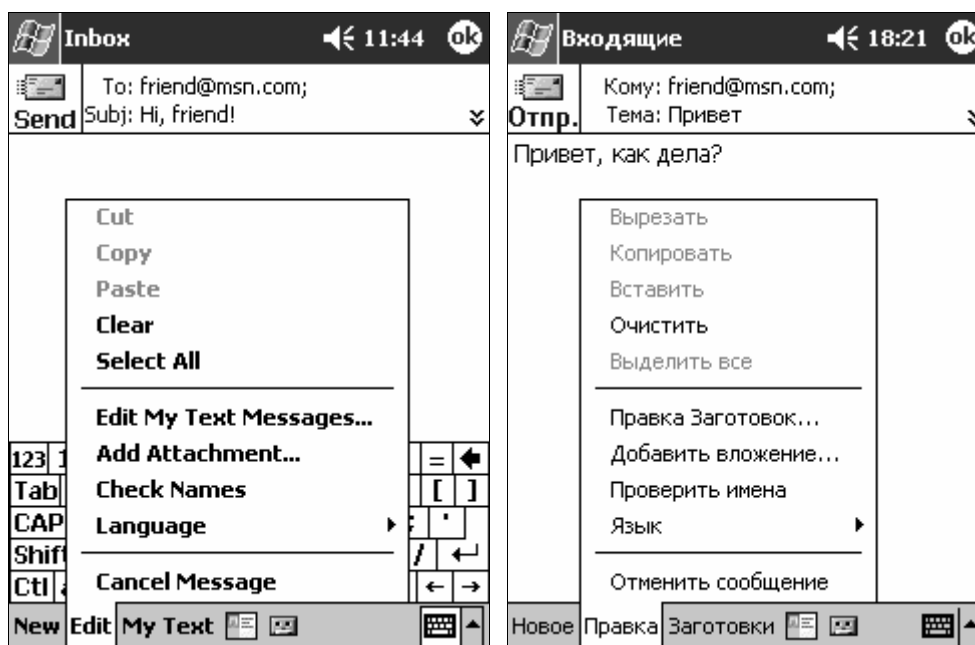 Inbox 11:44 ok
To: friend@msn.com;
Send Subj: Hi, friend!
Cut
Copy
Paste
Clear
Select All
Edit My Text Messages...
123 1 Add Attachment... =
Tab Check Names [ ]
CAP Language ; '
Shift /
Ctl Cancel Message
New Edit My Text
Входящие 18:21 ok
Кому: friend@msn.com;
Отпр. Тема: Привет
Привет, как дела?
Вырезать
Копировать
Вставить
Очистить
Выделить все
Правка Заготовок...
Добавить вложение...
Проверить имена
Язык
Отменить сообщение
Новое Правка Заготовки